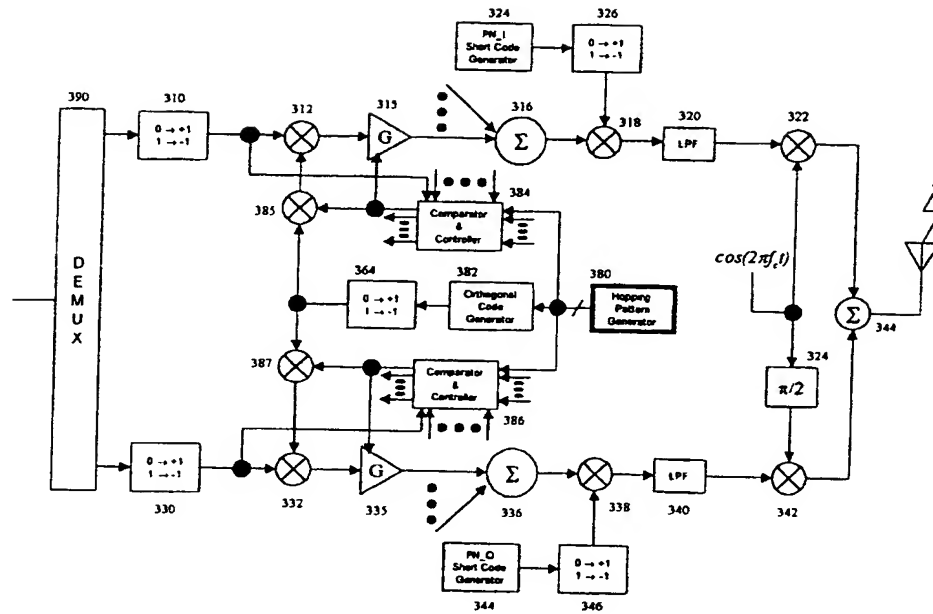 324
326
PN_I
Short Code
Generator
0 → +1
1 → -1
390
310
312
315
316
318
320
322
0 → +1
1 → -1
G
Σ
LPF
385
384
Comparator
&
Controller
DEMUX
364
382
380
0 → +1
1 → -1
Orthogonal
Code
Generator
Hopping
Pattern
Generator
cos(2πf_c t)
Σ
344
387
Comparator
&
Controller
386
324
π/2
0 → +1
1 → -1
G
Σ
LPF
330
332
335
336
338
340
342
PN_Q
Short Code
Generator
0 → +1
1 → -1
344
346